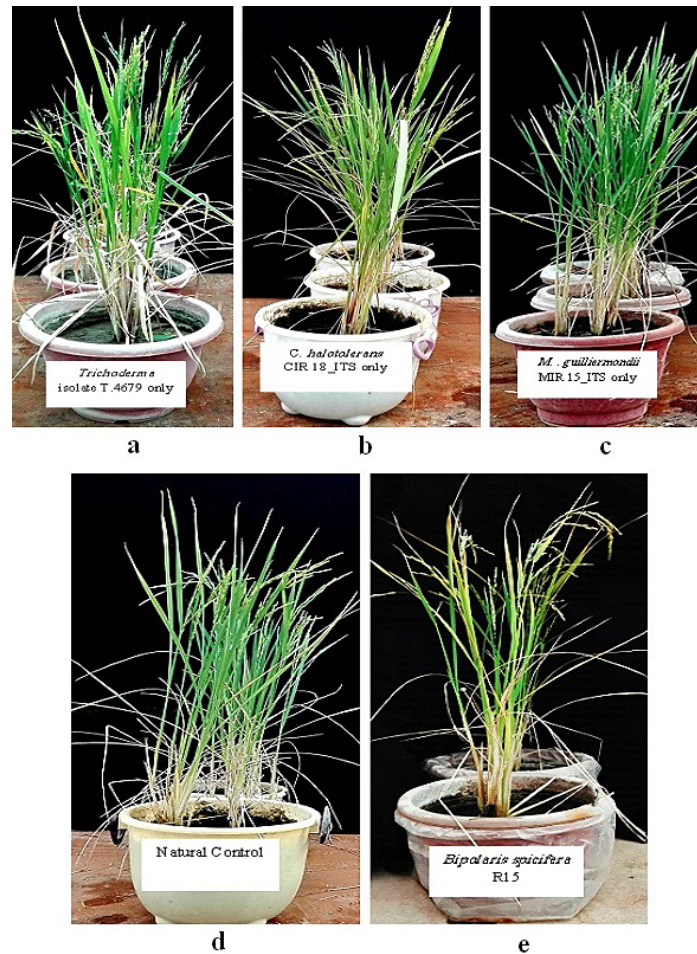 Trichoderma
isolate T.4679 only
C. halotolerans
CIR 18_ITS only
M . guilliermondii
MIR 15_ITS only
a
b
c
Natural Control
Bipolaris spicifera
R15
d
e